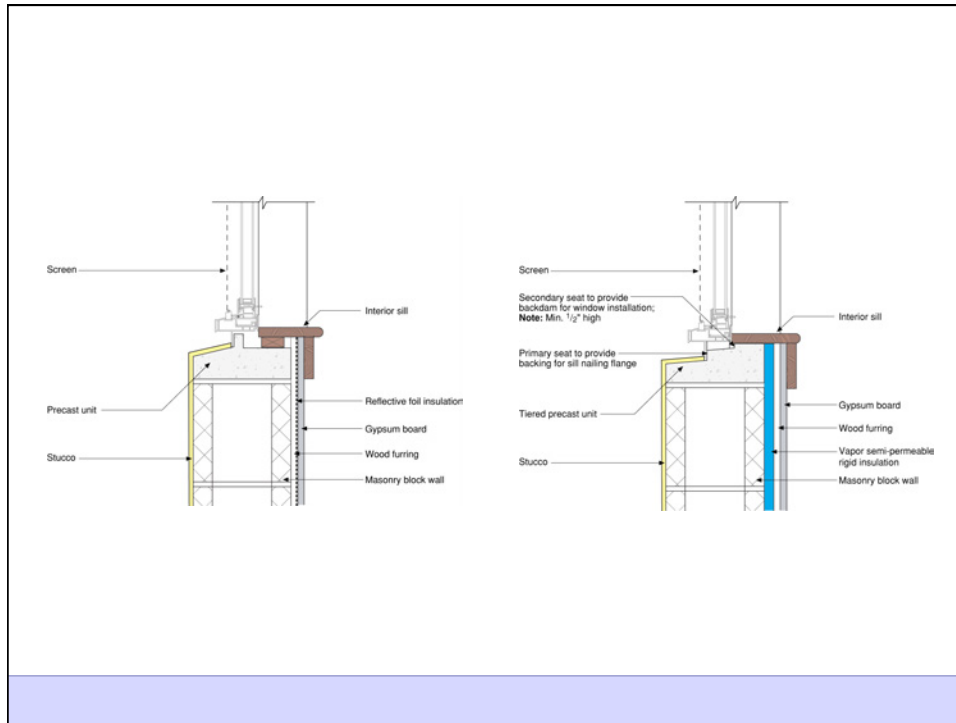 Screen
Interior sill
Precast unit
Reflective foil insulation
Gypsum board
Stucco
Wood furring
Masonry block wall
Screen
Secondary seat to provide
backdam for window installation;
Note: Min. 1/2" high
Interior sill
Primary seat to provide
backing for sill nailing flange
Tiered precast unit
Gypsum board
Wood furring
Stucco
Vapor semi-permeable
rigid insulation
Masonry block wall